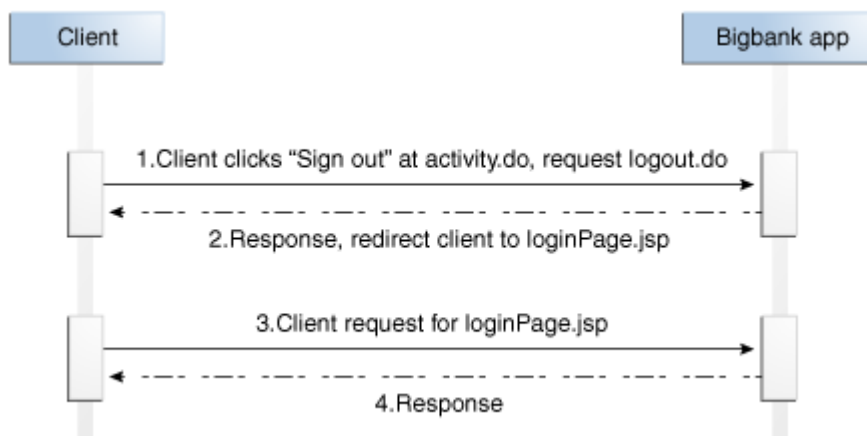 Client
Bigbank app
1.Client clicks “Sign out” at activity.do, request logout.do
2.Response, redirect client to loginPage.jsp
3.Client request for loginPage.jsp
4.Response